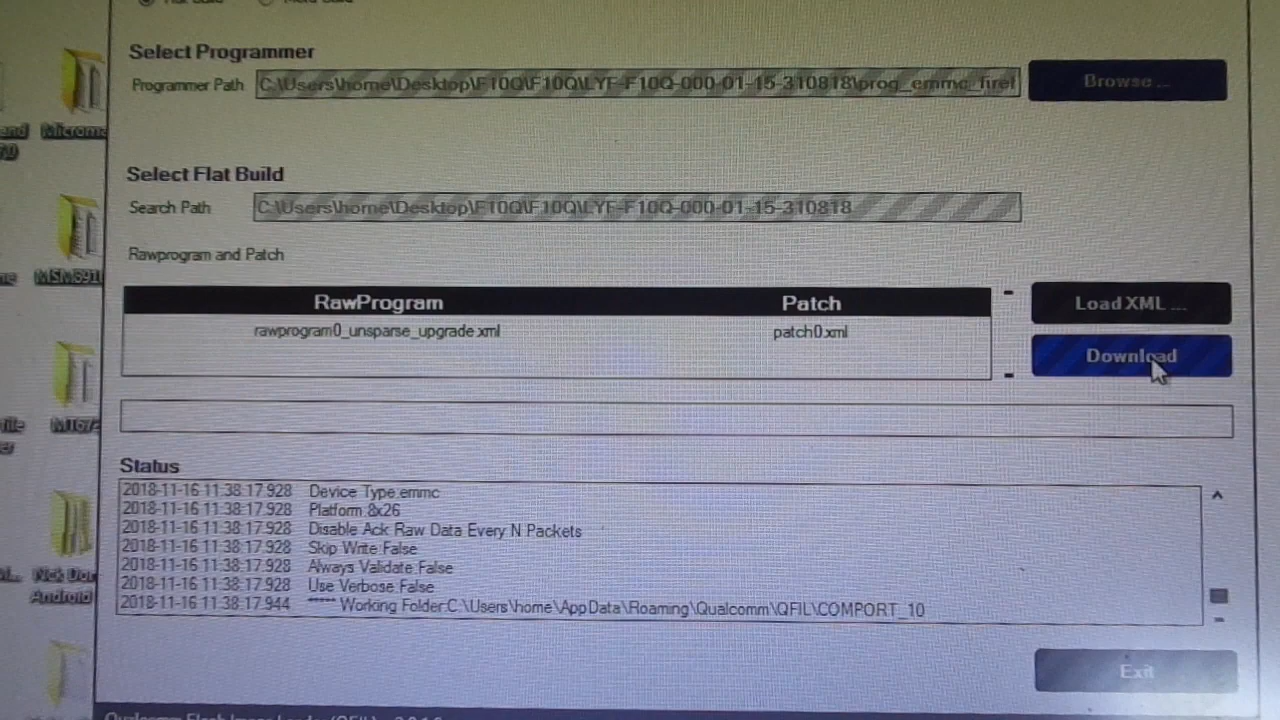 Select Programmer
Programmer Path C:\Users\home\Desktop\F10Q\F10Q\LYF-F10Q-000-01-15-310818\prog_emmc_firel Browse ...
Select Flat Build
Search Path C:\Users\home\Desktop\F10Q\F10Q\LYF-F10Q-000-01-15-310818
Rawprogram and Patch
RawProgram Patch Load XML ...
rawprogram0_unsparse_upgrade.xml patch0.xml
Download
Status
2018-11-16 11:38:17.928 Device Type:emmc
2018-11-16 11:38:17.928 Platform:8x26
2018-11-16 11:38:17.928 Disable Ack Raw Data Every N Packets
2018-11-16 11:38:17.928 Skip Write:False
2018-11-16 11:38:17.928 Always Validate:False
2018-11-16 11:38:17.928 Use Verbose:False
2018-11-16 11:38:17.944 ***** Working Folder:C:\Users\home\AppData\Roaming\Qualcomm\QFIL\COMPORT_10
Exit
and
Microma
MSM891
Android